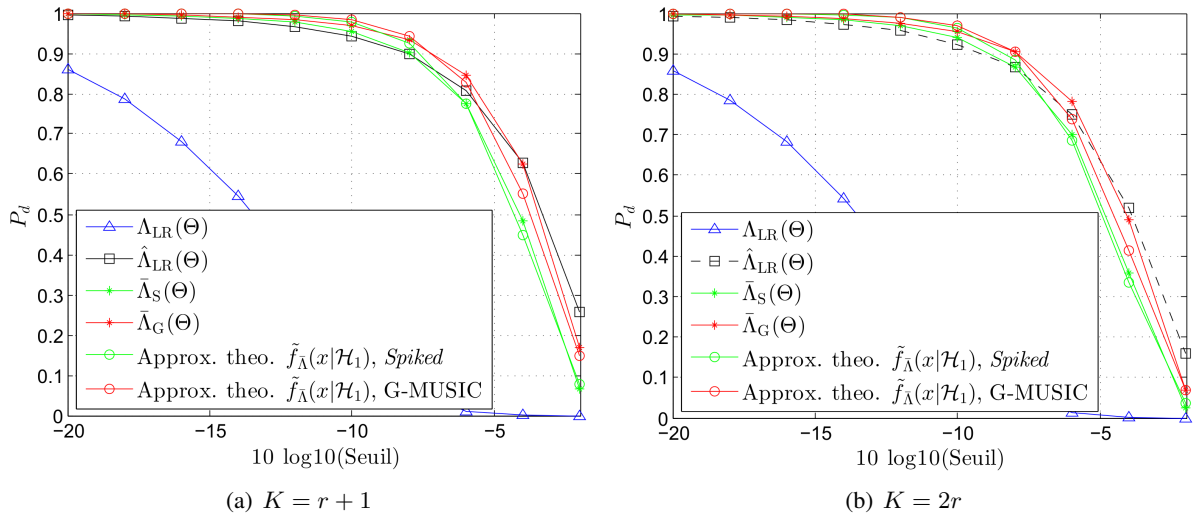 1
0.9
0.8
0.7
0.6
0.5
0.4
0.3
0.2
0.1
0
P_d
−20 −15 −10 −5
10 log10(Seuil)
Λ_LR(Θ)
Λ̂_LR(Θ)
Λ̄_S(Θ)
Λ̄_G(Θ)
Approx. theo. f̃_Λ̄(x|ℋ₁), Spiked
Approx. theo. f̃_Λ̄(x|ℋ₁), G-MUSIC
(a) K = r + 1
1
0.9
0.8
0.7
0.6
0.5
0.4
0.3
0.2
0.1
0
P_d
−20 −15 −10 −5
10 log10(Seuil)
Λ_LR(Θ)
Λ̂_LR(Θ)
Λ̄_S(Θ)
Λ̄_G(Θ)
Approx. theo. f̃_Λ̄(x|ℋ₁), Spiked
Approx. theo. f̃_Λ̄(x|ℋ₁), G-MUSIC
(b) K = 2r